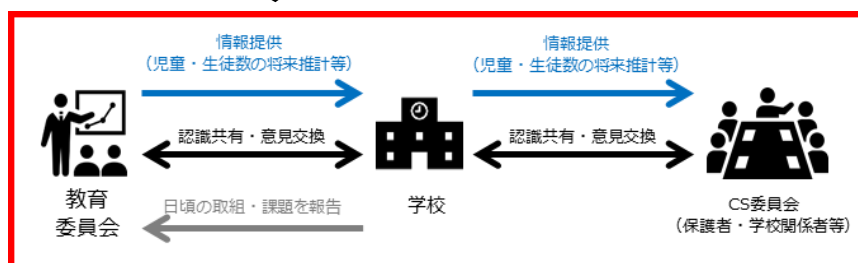 情報提供
（児童・生徒数の将来推計等）
情報提供
（児童・生徒数の将来推計等）
認識共有・意見交換
認識共有・意見交換
教育
委員会
日頃の取組・課題を報告
学校
CS委員会
（保護者・学校関係者等）